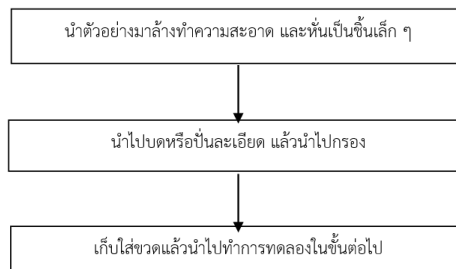 นำตัวอย่างมาล้างทำความสะอาด และหั่นเป็นชิ้นเล็ก ๆ
นำไปบดหรือปั่นละเอียด แล้วนำไปกรอง
เก็บใส่ขวดแล้วนำไปทำการทดลองในขั้นต่อไป